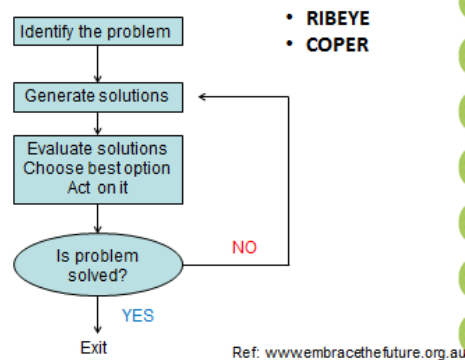 Identify the problem
Generate solutions
Evaluate solutions
Choose best option
Act on it
Is problem
solved?
NO
YES
Exit
• RIBEYE
• COPER
Ref: www.embracethefuture.org.au